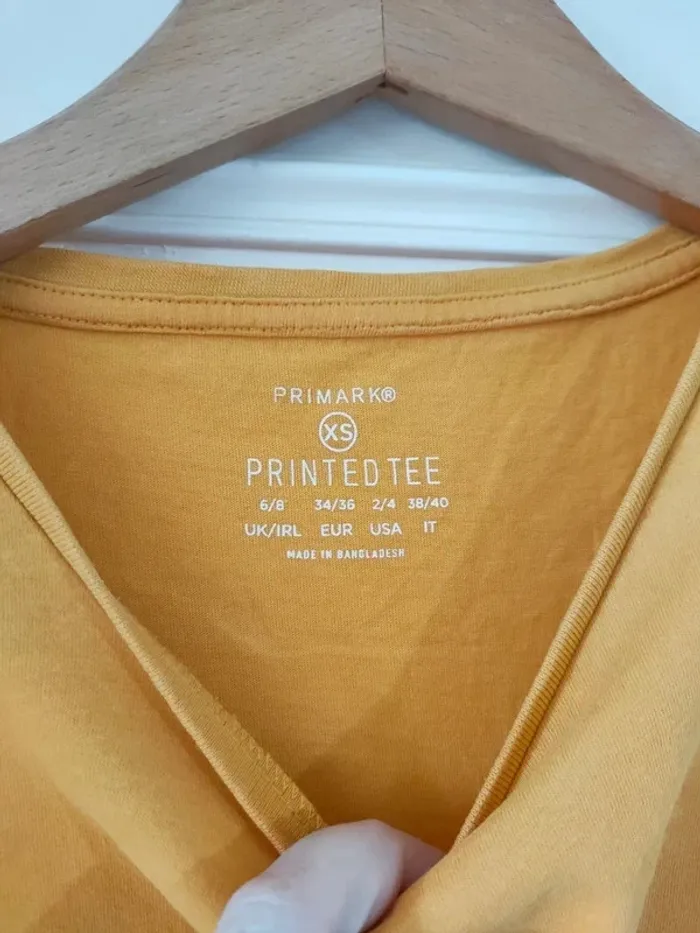 PRIMARK®
XS
PRINTED TEE
6/8 34/36 2/4 38/40
UK/IRL EUR USA IT
MADE IN BANGLADESH